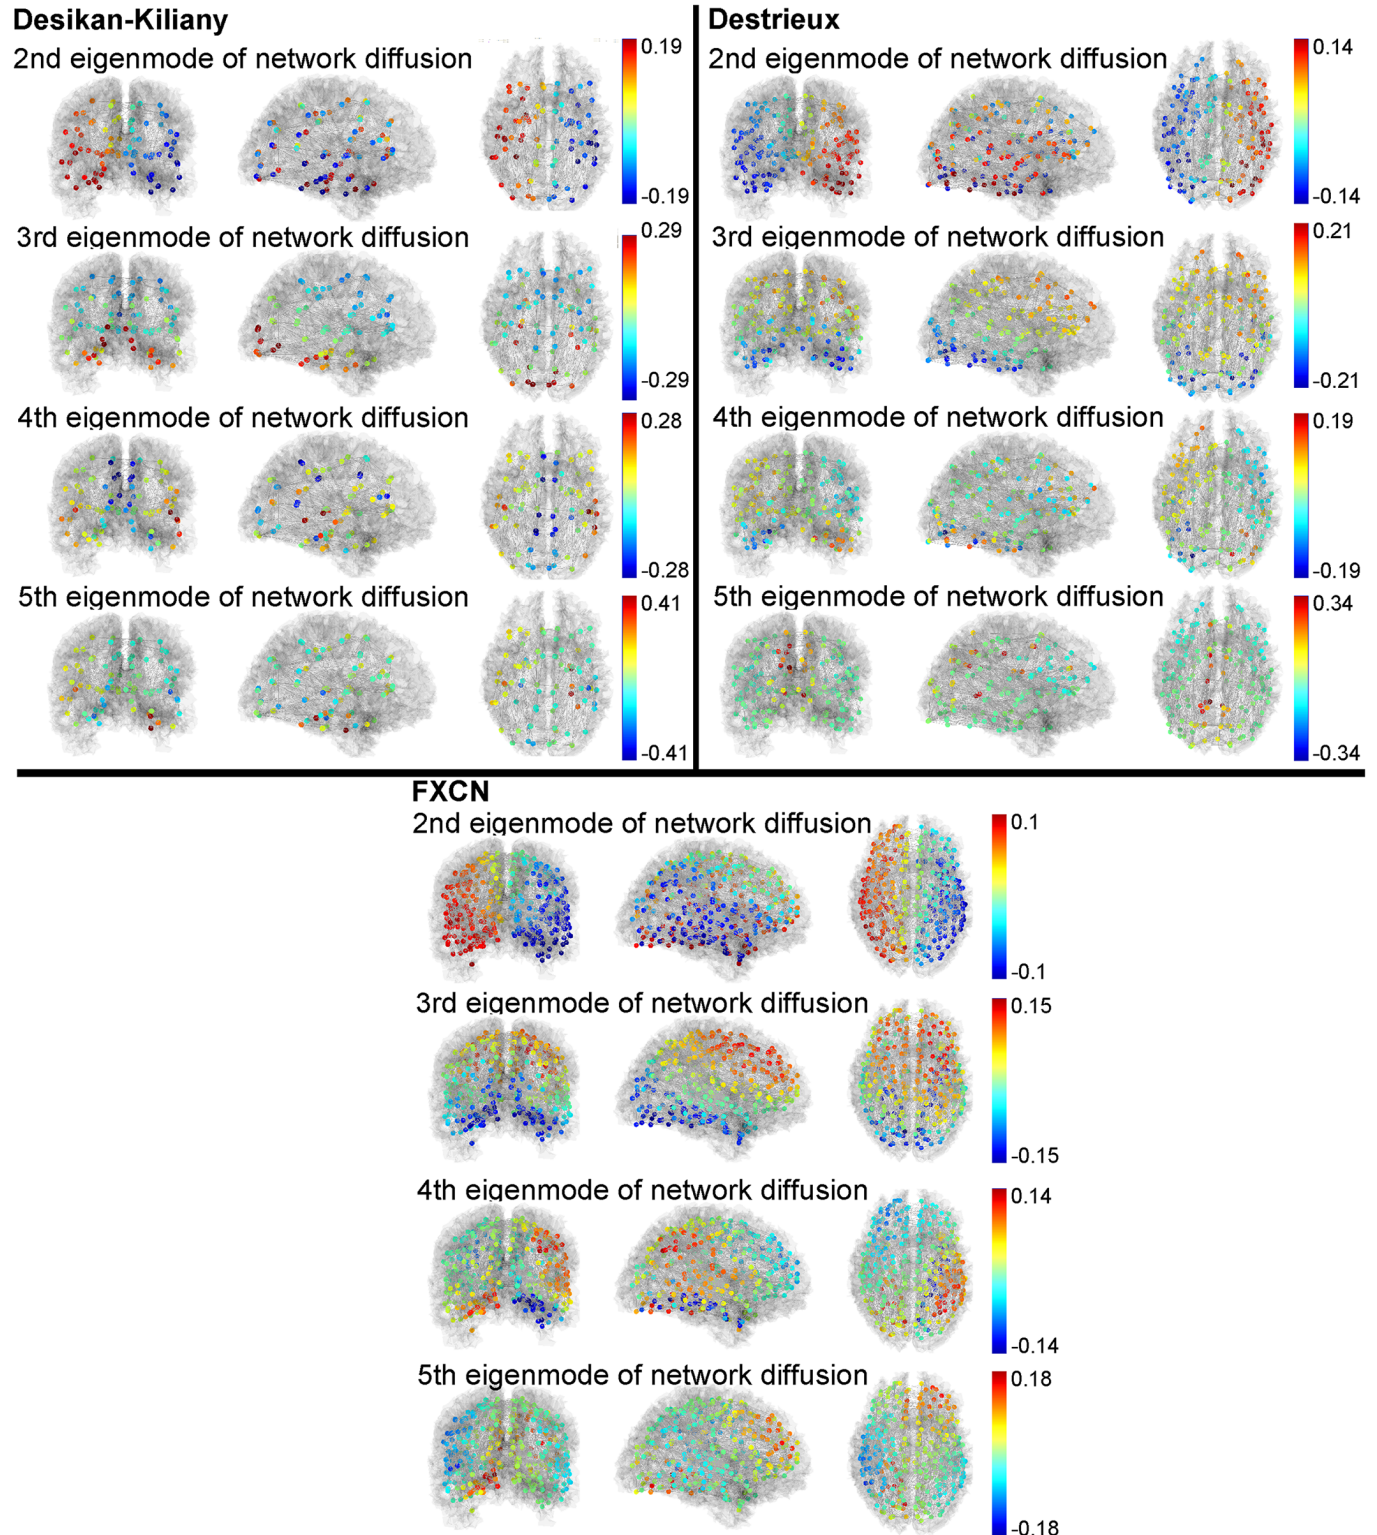 Desikan-Kiliany
2nd eigenmode of network diffusion
0.19
-0.19
3rd eigenmode of network diffusion
0.29
-0.29
4th eigenmode of network diffusion
0.28
-0.28
5th eigenmode of network diffusion
0.41
-0.41
Destrieux
2nd eigenmode of network diffusion
0.14
-0.14
3rd eigenmode of network diffusion
0.21
-0.21
4th eigenmode of network diffusion
0.19
-0.19
5th eigenmode of network diffusion
0.34
-0.34
FXCN
2nd eigenmode of network diffusion
0.1
-0.1
3rd eigenmode of network diffusion
0.15
-0.15
4th eigenmode of network diffusion
0.14
-0.14
5th eigenmode of network diffusion
0.18
-0.18